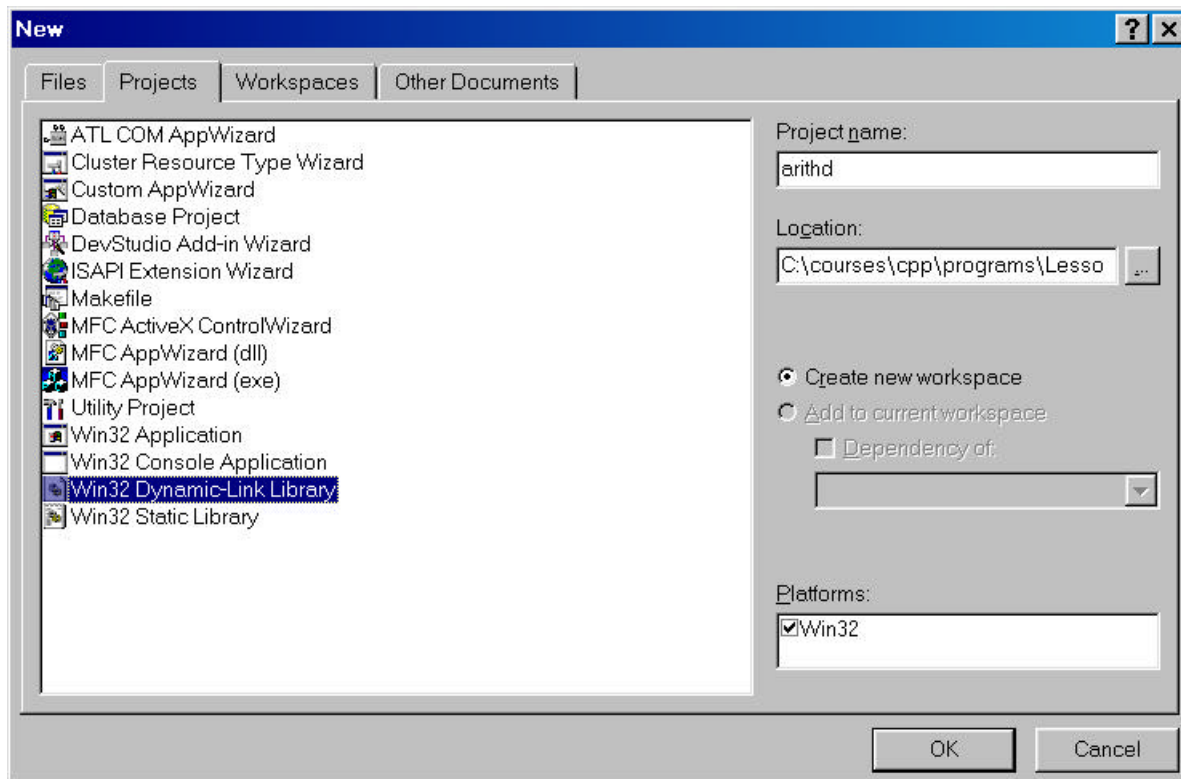 New
Files Projects Workspaces Other Documents
ATL COM AppWizard
Cluster Resource Type Wizard
Custom AppWizard
Database Project
DevStudio Add-in Wizard
ISAPI Extension Wizard
Makefile
MFC ActiveX ControlWizard
MFC AppWizard (dll)
MFC AppWizard (exe)
Utility Project
Win32 Application
Win32 Console Application
Win32 Dynamic-Link Library
Win32 Static Library
Project name:
arithd
Location:
C:\courses\cpp\programs\Lesso
...
Create new workspace
Add to current workspace
Dependency of:
Platforms:
Win32
OK Cancel